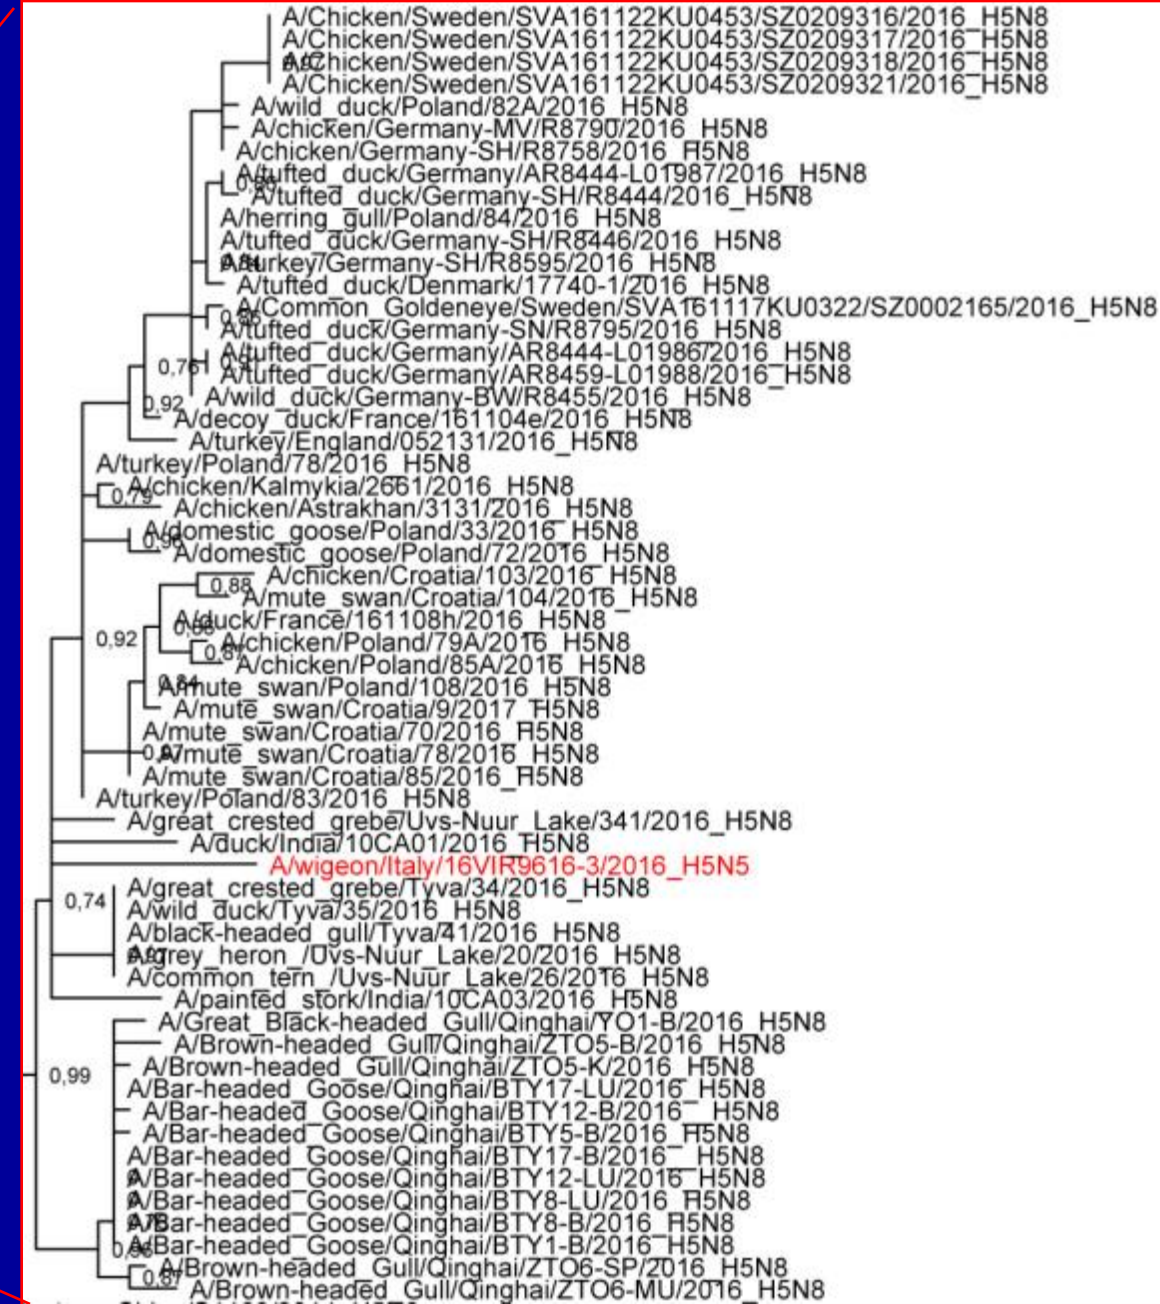 A/Chicken/Sweden/SVA161122KU0453/SZ0209316/2016_H5N8
A/Chicken/Sweden/SVA161122KU0453/SZ0209317/2016_H5N8
A/Chicken/Sweden/SVA161122KU0453/SZ0209318/2016_H5N8
A/Chicken/Sweden/SVA161122KU0453/SZ0209321/2016_H5N8
A/wild_duck/Poland/82A/2016_H5N8
A/chicken/Germany-MV/R8790/2016_H5N8
A/chicken/Germany-SH/R8758/2016_H5N8
A/tufted_duck/Germany/AR8444-L01987/2016_H5N8
A/tufted_duck/Germany-SH/R8444/2016_H5N8
A/herring_gull/Poland/84/2016_H5N8
A/tufted_duck/Germany-SH/R8446/2016_H5N8
A/turkey/Germany-SH/R8595/2016_H5N8
A/tufted_duck/Denmark/17740-1/2016_H5N8
A/Common_Goldeneye/Sweden/SVA161117KU0322/SZ0002165/2016_H5N8
A/tufted_duck/Germany-SN/R8795/2016_H5N8
A/tufted_duck/Germany/AR8444-L01986/2016_H5N8
0,76
A/tufted_duck/Germany/AR8459-L01988/2016_H5N8
A/wild_duck/Germany-BW/R8455/2016_H5N8
0,92
A/decoy_duck/France/161104e/2016_H5N8
A/turkey/England/052131/2016_H5N8
A/turkey/Poland/78/2016_H5N8
A/chicken/Kalmykia/2661/2016_H5N8
0,79
A/chicken/Astrakhan/3131/2016_H5N8
A/domestic_goose/Poland/33/2016_H5N8
A/domestic_goose/Poland/72/2016_H5N8
A/chicken/Croatia/103/2016_H5N8
0,88
A/mute_swan/Croatia/104/2016_H5N8
A/duck/France/161108h/2016_H5N8
0,92
A/chicken/Poland/79A/2016_H5N8
A/chicken/Poland/85A/2016_H5N8
A/mute_swan/Poland/108/2016_H5N8
A/mute_swan/Croatia/9/2017_H5N8
A/mute_swan/Croatia/70/2016_H5N8
A/mute_swan/Croatia/78/2016_H5N8
A/mute_swan/Croatia/85/2016_H5N8
A/turkey/Poland/83/2016_H5N8
A/great_crested_grebe/Uvs-Nuur_Lake/341/2016_H5N8
A/duck/India/10CA01/2016_H5N8
A/wigeon/Italy/16VIR9616-3/2016_H5N5
A/great_crested_grebe/Tyva/34/2016_H5N8
0,74
A/wild_duck/Tyva/35/2016_H5N8
A/black-headed_gull/Tyva/41/2016_H5N8
A/grey_heron_/Uvs-Nuur_Lake/20/2016_H5N8
A/common_tern_/Uvs-Nuur_Lake/26/2016_H5N8
A/painted_stork/India/10CA03/2016_H5N8
A/Great_Black-headed_Gull/Qinghai/YO1-B/2016_H5N8
A/Brown-headed_Gull/Qinghai/ZTO5-B/2016_H5N8
A/Brown-headed_Gull/Qinghai/ZTO5-K/2016_H5N8
0,99
A/Bar-headed_Goose/Qinghai/BTY17-LU/2016_H5N8
A/Bar-headed_Goose/Qinghai/BTY12-B/2016__H5N8
A/Bar-headed_Goose/Qinghai/BTY5-B/2016_H5N8
A/Bar-headed_Goose/Qinghai/BTY17-B/2016__H5N8
A/Bar-headed_Goose/Qinghai/BTY12-LU/2016_H5N8
A/Bar-headed_Goose/Qinghai/BTY8-LU/2016_H5N8
A/Bar-headed_Goose/Qinghai/BTY8-B/2016_H5N8
A/Bar-headed_Goose/Qinghai/BTY1-B/2016_H5N8
A/Brown-headed_Gull/Qinghai/ZTO6-SP/2016_H5N8
0,87
A/Brown-headed_Gull/Qinghai/ZTO6-MU/2016_H5N8